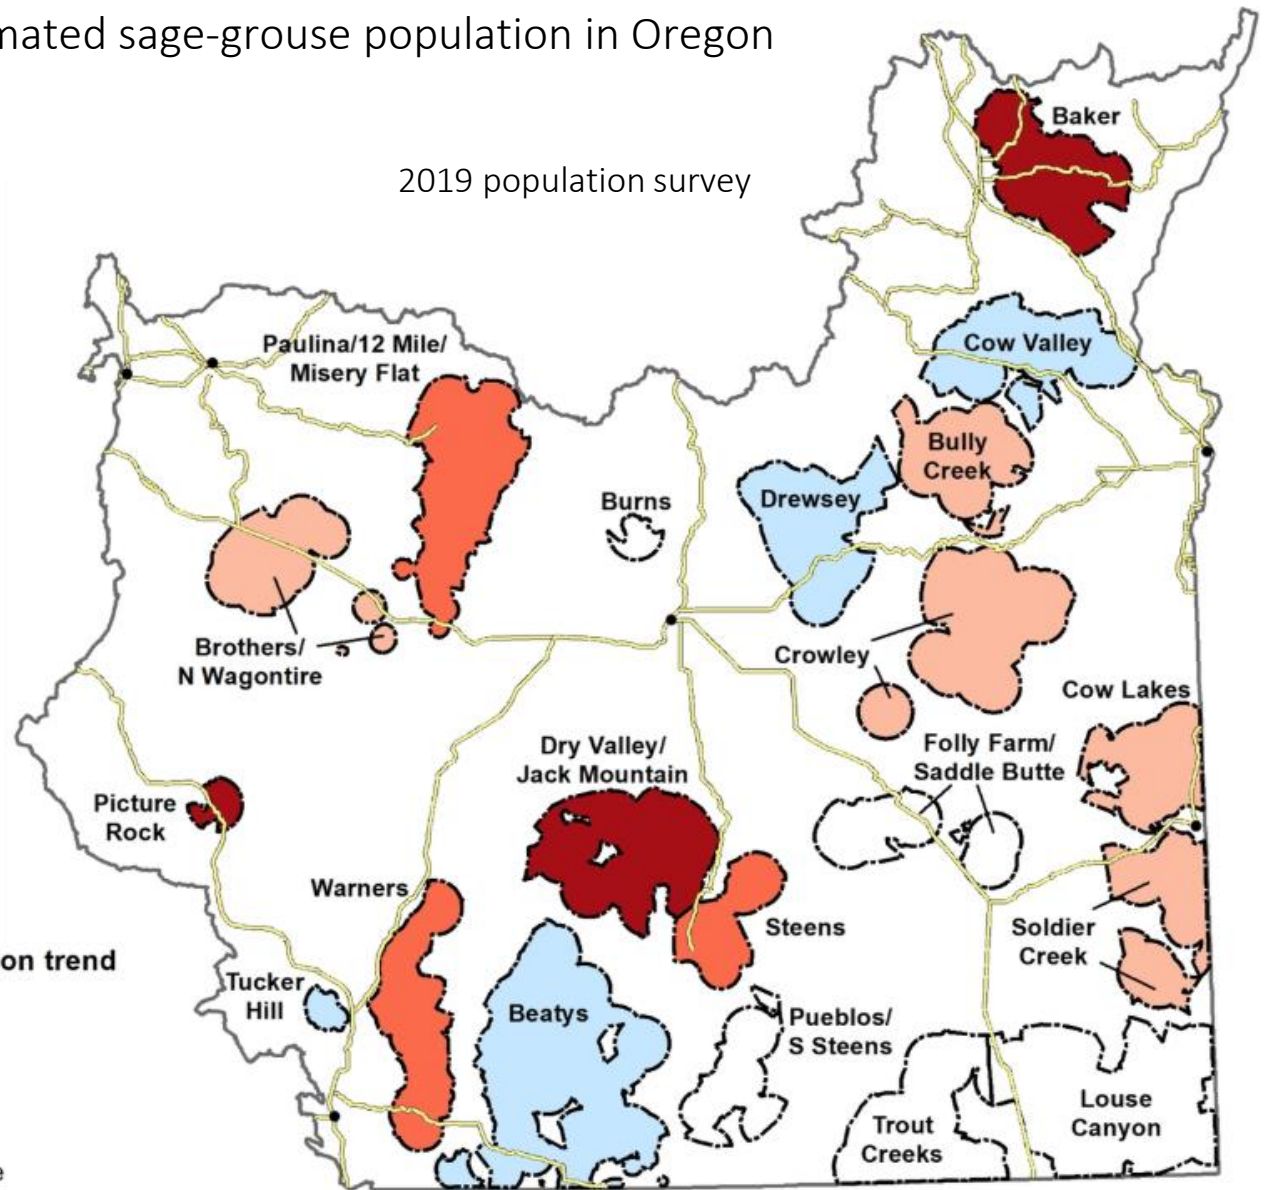 mated sage-grouse population in Oregon
2019 population survey
Baker
Cow Valley
Paulina/12 Mile/
Misery Flat
Bully
Creek
Drewsey
Burns
Brothers/
N Wagontire
Crowley
Cow Lakes
Folly Farm/
Saddle Butte
Dry Valley/
Jack Mountain
Picture
Rock
Warners
Steens
Soldier
Creek
on trend
Tucker
Hill
Beatys
Pueblos/
S Steens
Louse
Canyon
Trout
Creeks
e